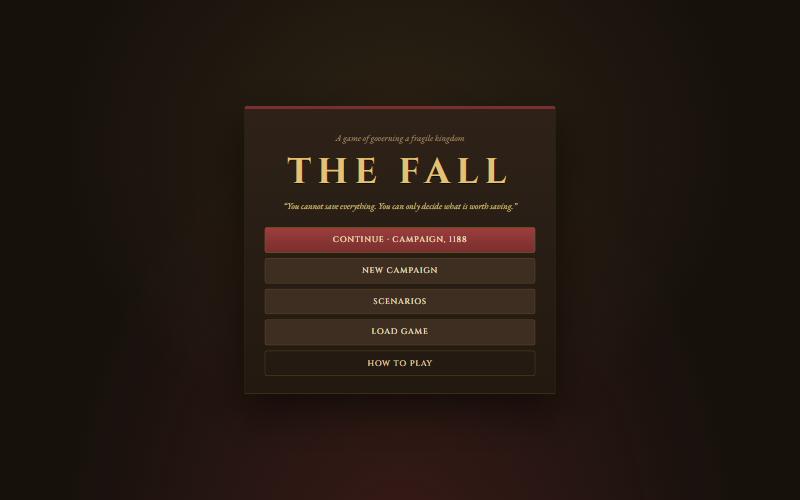 A game of governing a fragile kingdom
THE FALL
“You cannot save everything. You can only decide what is worth saving.”
CONTINUE - CAMPAIGN, 1188
NEW CAMPAIGN
SCENARIOS
LOAD GAME
HOW TO PLAY